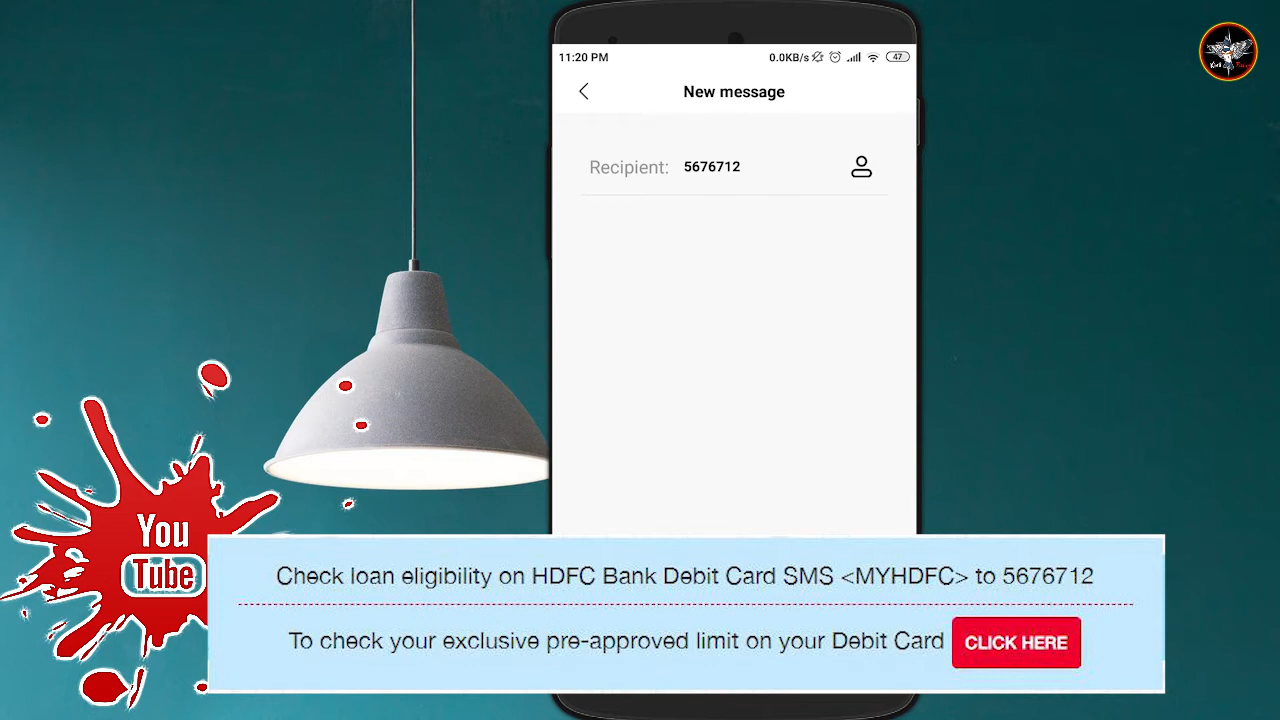 11:20 PM 0.0KB/s 47
New message
Recipient: 5676712
You
Tube
Check loan eligibility on HDFC Bank Debit Card SMS <MYHDFC> to 5676712
To check your exclusive pre-approved limit on your Debit Card CLICK HERE